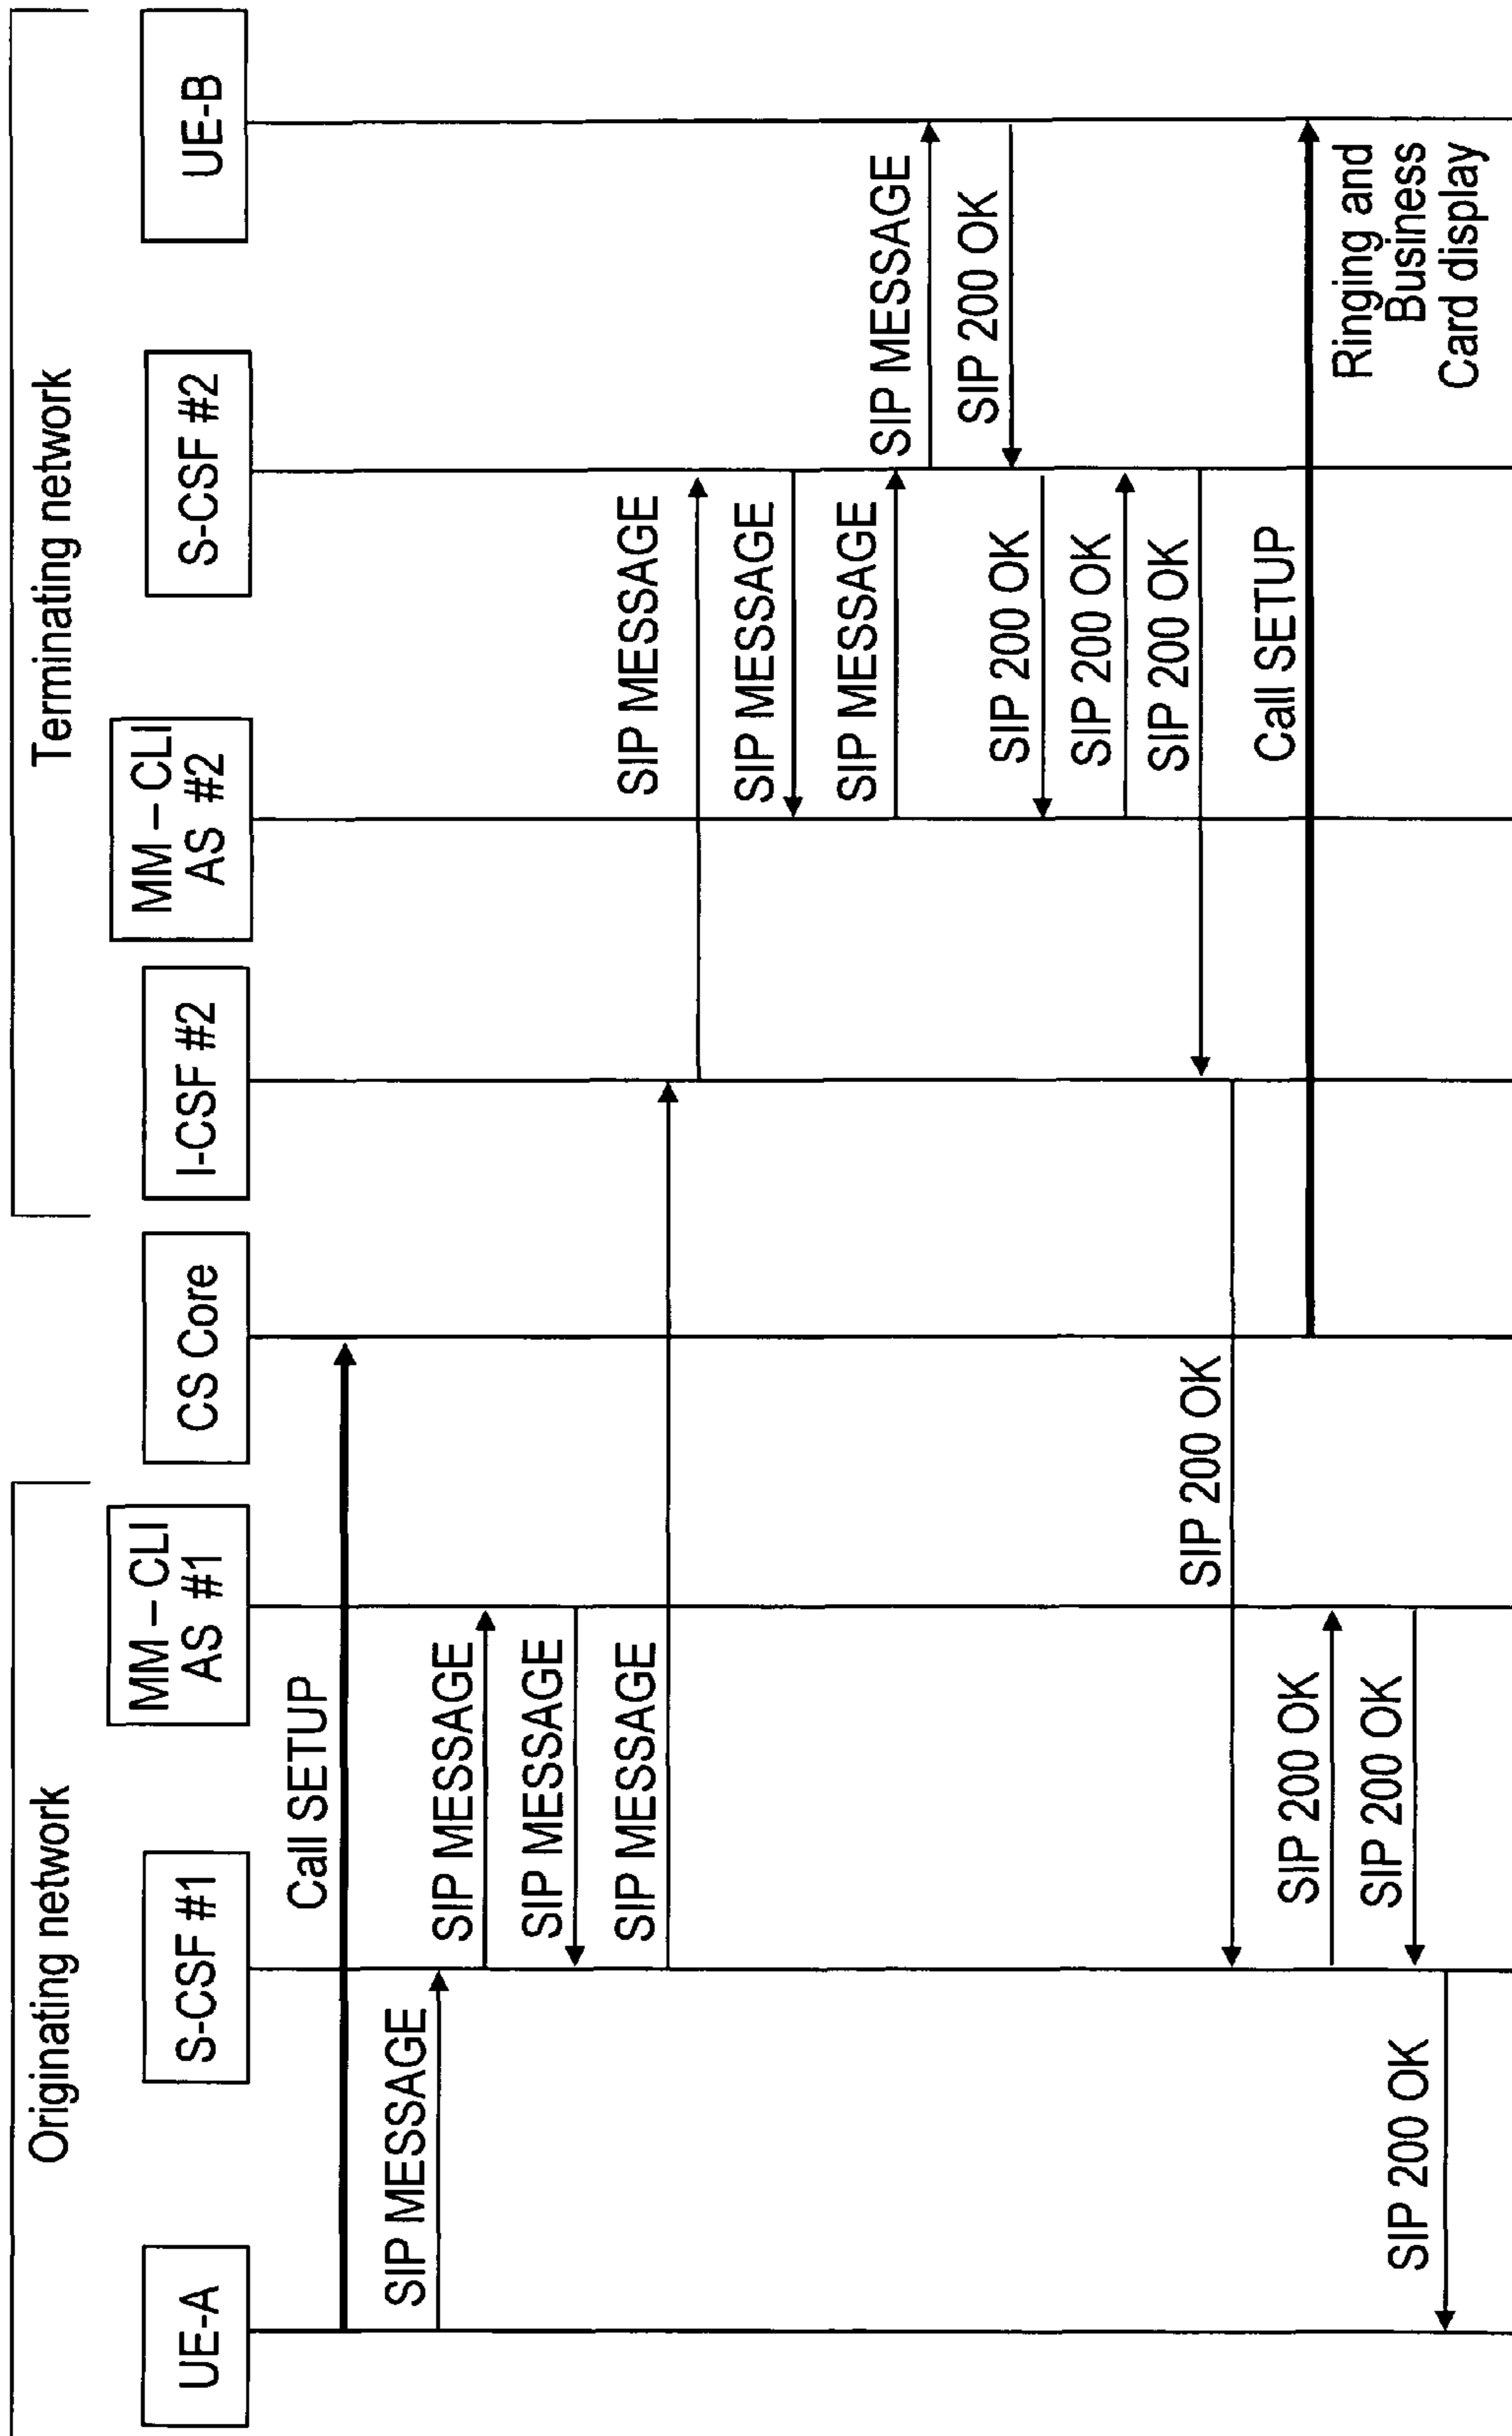 Originating network
Terminating network
UE-A
S-CSF #1
MM – CLI
AS #1
CS Core
I-CSF #2
MM – CLI
AS #2
S-CSF #2
UE-B
Call SETUP
SIP MESSAGE
SIP MESSAGE
SIP MESSAGE
SIP MESSAGE
SIP MESSAGE
SIP MESSAGE
SIP MESSAGE
SIP MESSAGE
SIP 200 OK
SIP 200 OK
SIP 200 OK
SIP 200 OK
SIP 200 OK
Call SETUP
SIP 200 OK
SIP 200 OK
SIP 200 OK
Ringing and
Business
Card display